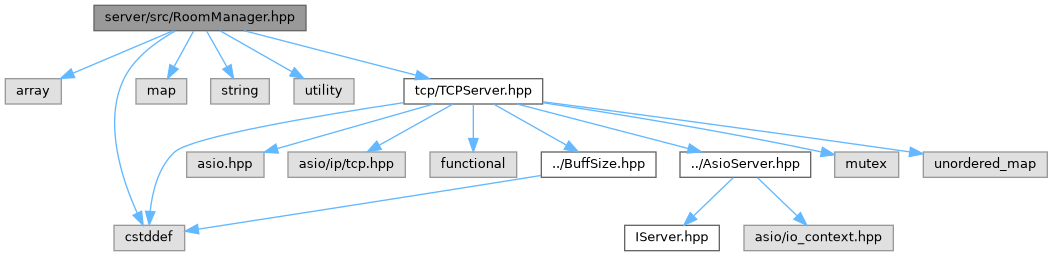 server/src/RoomManager.hpp
array
map
string
utility
tcp/TCPServer.hpp
asio.hpp
asio/ip/tcp.hpp
functional
../BuffSize.hpp
../AsioServer.hpp
mutex
unordered_map
cstddef
IServer.hpp
asio/io_context.hpp